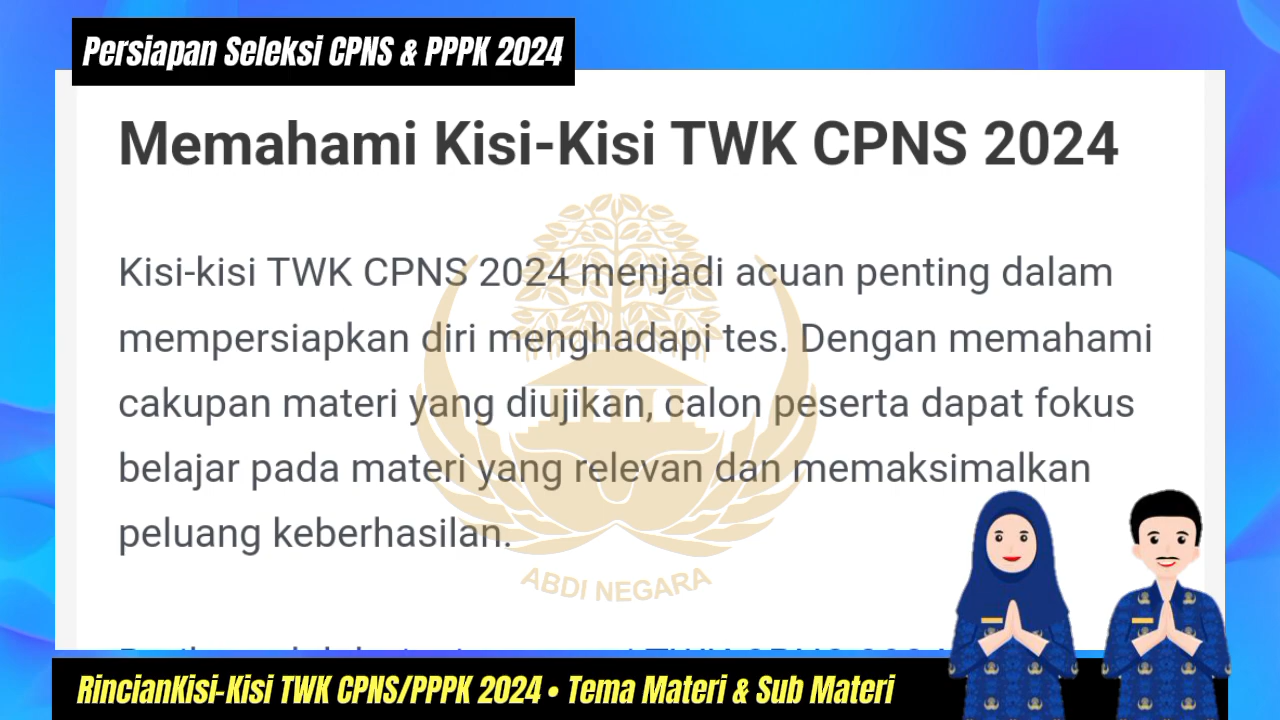 Persiapan Seleksi CPNS & PPPK 2024
Memahami Kisi-Kisi TWK CPNS 2024
Kisi-kisi TWK CPNS 2024 menjadi acuan penting dalam
mempersiapkan diri menghadapi tes. Dengan memahami
cakupan materi yang diujikan, calon peserta dapat fokus
belajar pada materi yang relevan dan memaksimalkan
peluang keberhasilan.
ABDI NEGARA
RincianKisi-Kisi TWK CPNS/PPPK 2024 • Tema Materi & Sub Materi